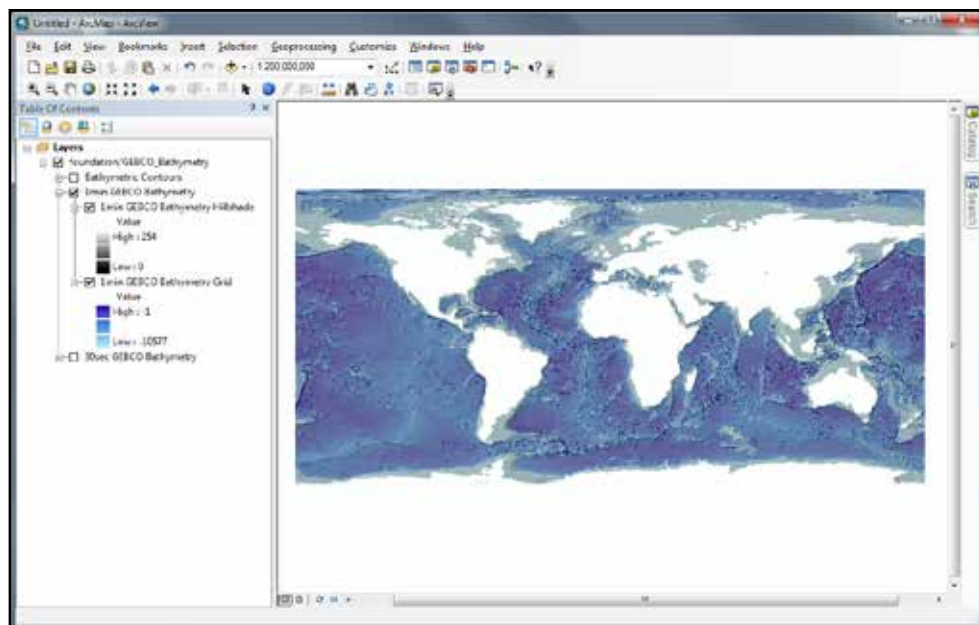 Untitled - ArcMap - ArcView
File Edit View Bookmarks Insert Selection Geoprocessing Customize Windows Help
1:200,000,000
Table Of Contents
Layers
foundation/GEBCO_Bathymetry
Bathymetric Contours
1min GEBCO Bathymetry
1min GEBCO Bathymetry Hillshade
Value
High : 254
Low : 0
1min GEBCO Bathymetry Grid
Value
High : -1
Low : -10577
30sec GEBCO Bathymetry
Catalog
Search